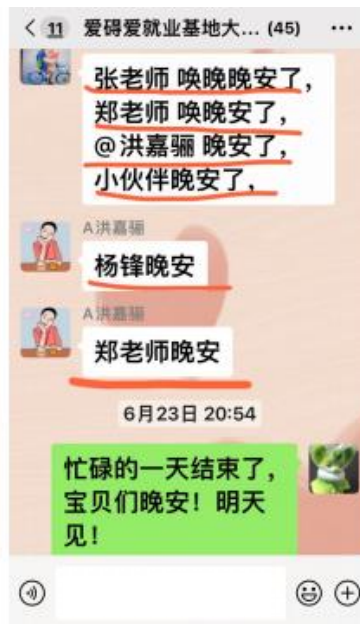 11 爱碍爱就业基地大... (45)
张老师 唤晚晚安了,
郑老师 唤晚安了,
@洪嘉骊 晚安了,
小伙伴晚安了,
A洪嘉骊
杨锋晚安
A洪嘉骊
郑老师晚安
6月23日 20:54
忙碌的一天结束了,
宝贝们晚安！明天
见！